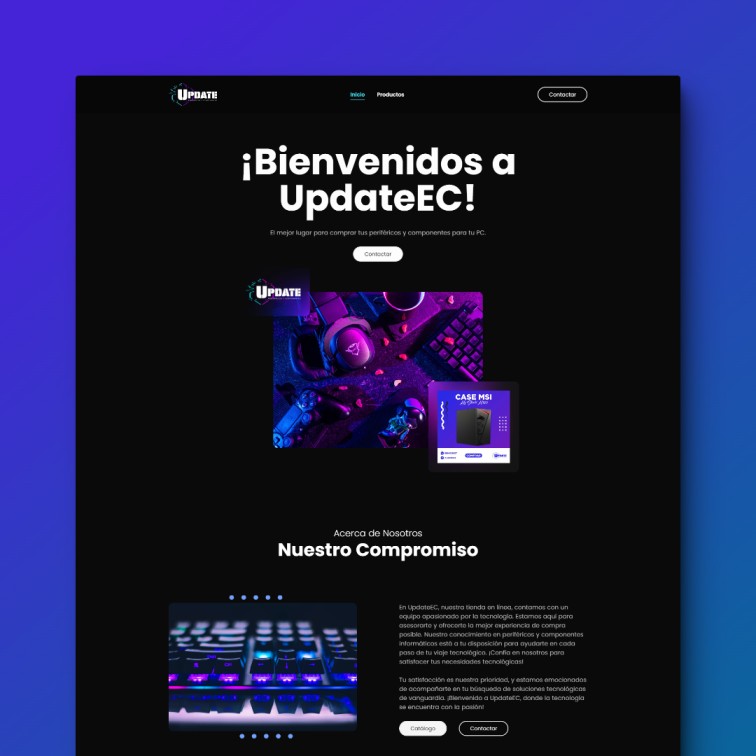 UPDATE
Inicio Productos
Contactar
¡Bienvenidos a
UpdateEC!
El mejor lugar para comprar tus periféricos y componentes para tu PC.
Contactar
UPDATE
CASE MSI
Acerca de Nosotros
Nuestro Compromiso
En UpdateEC, nuestra tienda en línea, contamos con un
equipo apasionado por la tecnología. Estamos aquí para
asesorarte y ofrecerte la mejor experiencia de compra
posible. Nuestro conocimiento en periféricos y componentes
informáticos está a tu disposición para ayudarte en cada
paso de tu viaje tecnológico. ¡Confía en nosotros para
satisfacer tus necesidades tecnológicas!
Tu satisfacción es nuestra prioridad, y estamos emocionados
de acompañarte en tu búsqueda de soluciones tecnológicas
de vanguardia. ¡Bienvenido a UpdateEC, donde la tecnología
se encuentra con la pasión!
Catálogo
Contactar